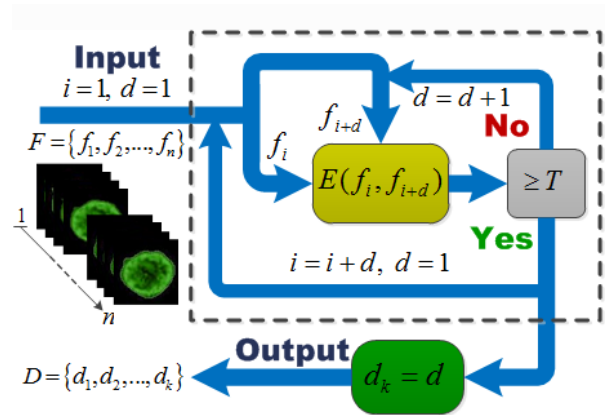 Input
i=1, d=1
F={f₁,f₂,...,fₙ}
1
n
fᵢ
fᵢ₊d
d=d+1
No
E(fᵢ,fᵢ₊d)
≥T
Yes
i=i+d, d=1
Output
dₖ=d
D={d₁,d₂,...,dₖ}